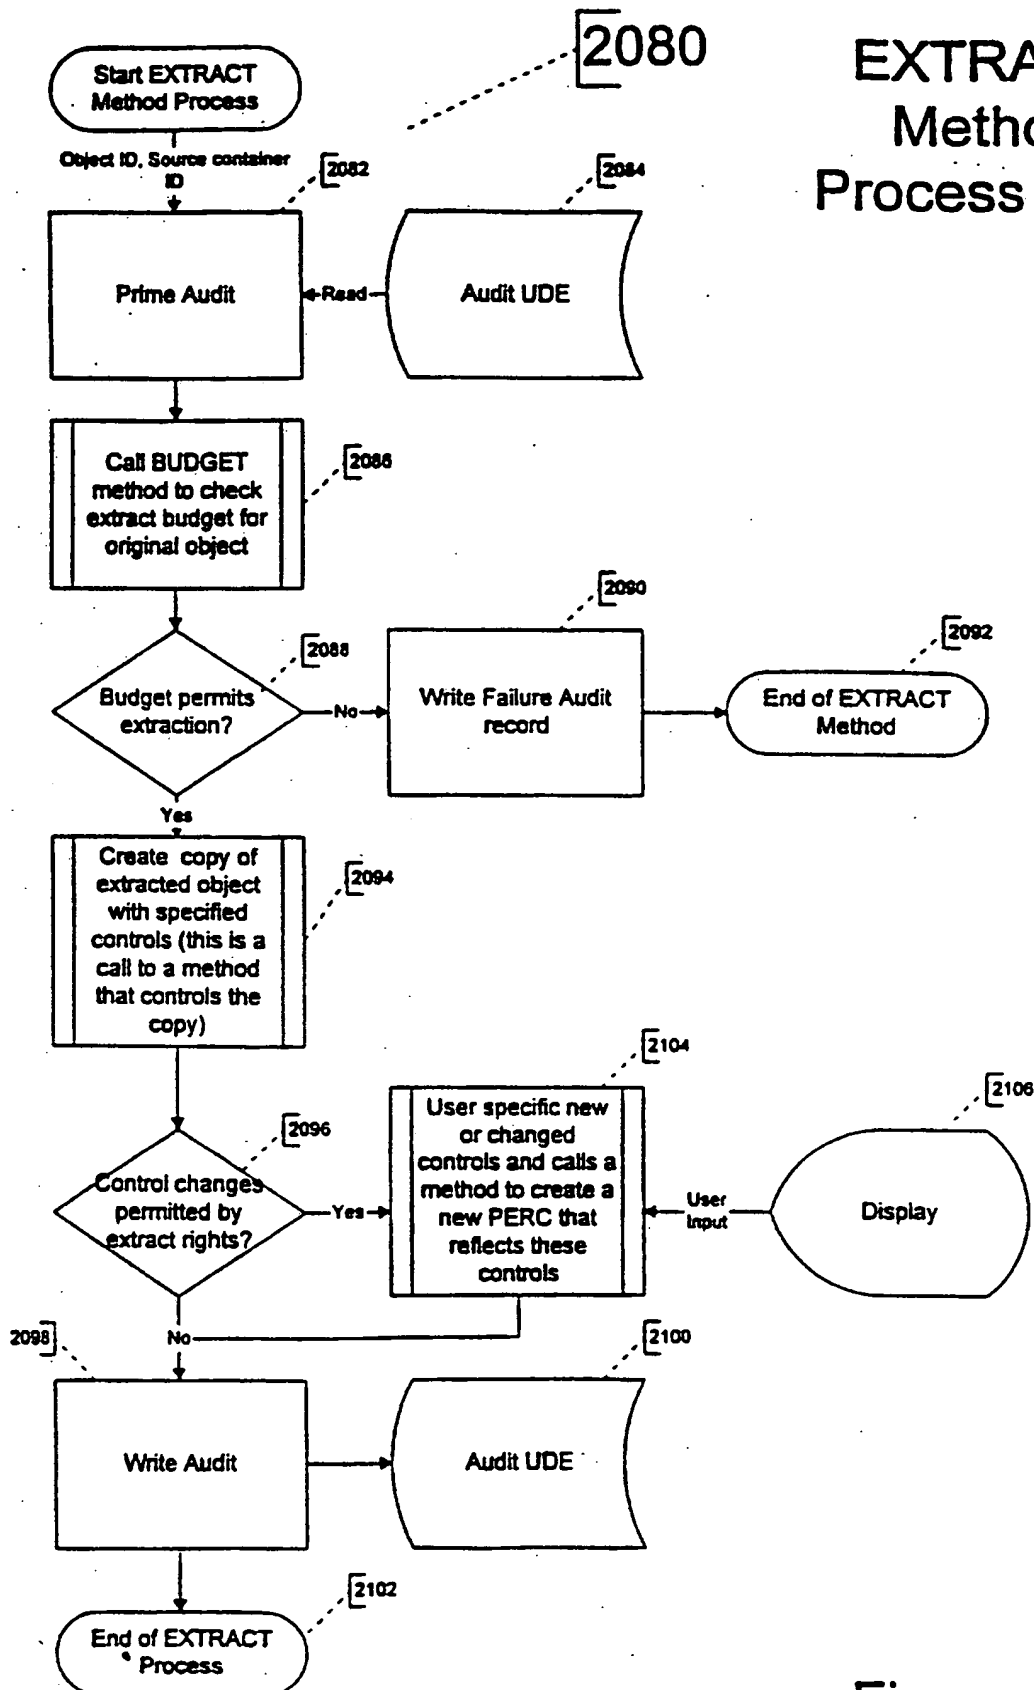 2080
EXTRA
Metho
Process
Start EXTRACT
Method Process
Object ID, Source container
ID
2082
2084
Prime Audit
Read
Audit UDE
Call BUDGET
method to check
extract budget for
original object
2086
2088
Budget permits
extraction?
No
2090
Write Failure Audit
record
2092
End of EXTRACT
Method
Yes
Create copy of
extracted object
with specified
controls (this is a
call to a method
that controls the
copy)
2094
2096
Control changes
permitted by
extract rights?
Yes
2104
User specific new
or changed
controls and calls a
method to create a
new PERC that
reflects these
controls
User
Input
2106
Display
No
2098
2100
Write Audit
Audit UDE
2102
End of EXTRACT
Process